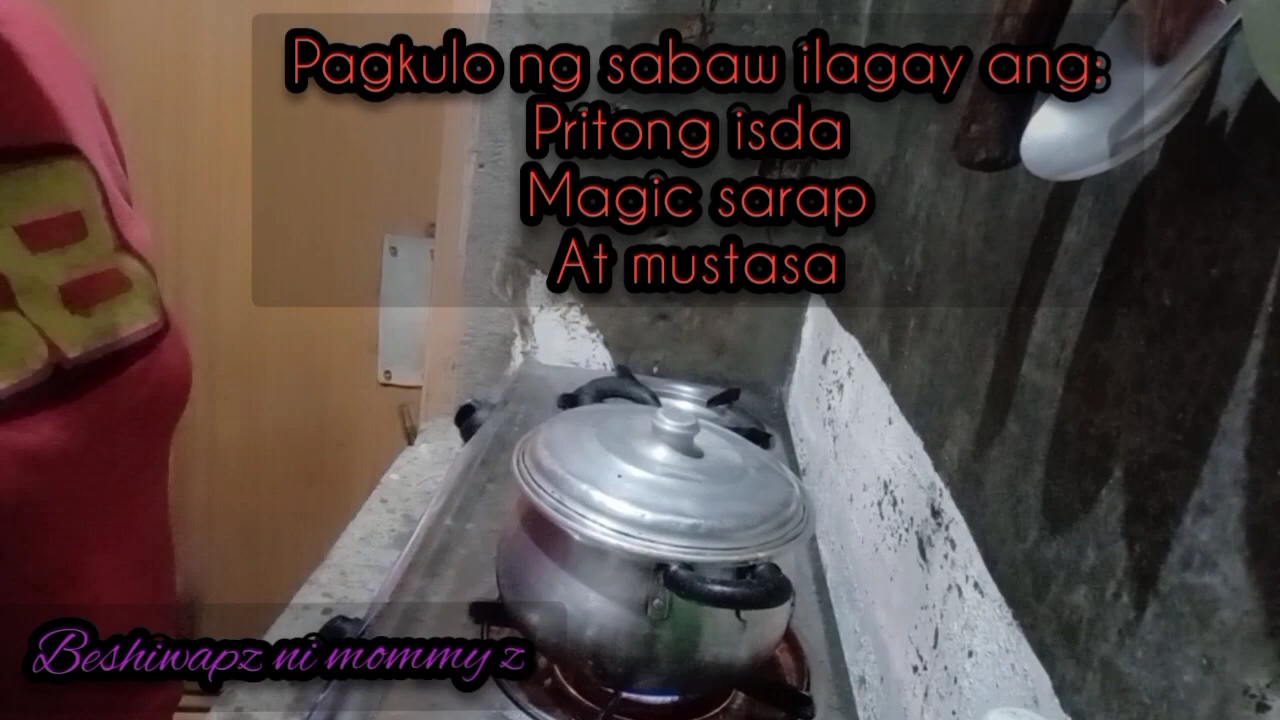 Pagkulo ng sabaw ilagay ang:
Pritong isda
Magic sarap
At mustasa
Beshiwapz ni mommy z